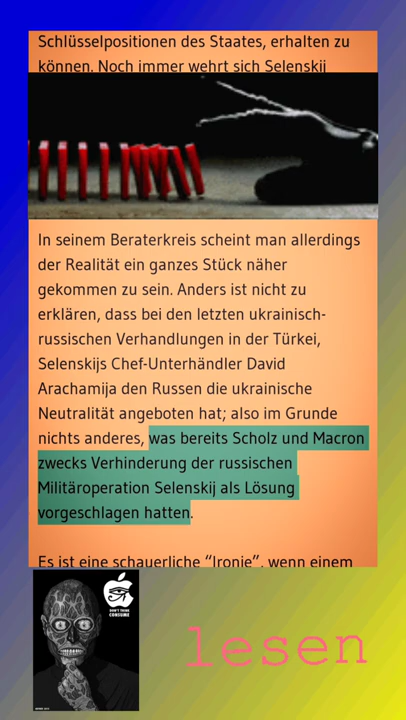 Schlüsselpositionen des Staates, erhalten zu
können. Noch immer wehrt sich Selenskij
In seinem Beraterkreis scheint man allerdings
der Realität ein ganzes Stück näher
gekommen zu sein. Anders ist nicht zu
erklären, dass bei den letzten ukrainisch-
russischen Verhandlungen in der Türkei,
Selenskijs Chef-Unterhändler David
Arachamija den Russen die ukrainische
Neutralität angeboten hat; also im Grunde
nichts anderes, was bereits Scholz und Macron
zwecks Verhinderung der russischen
Militäroperation Selenskij als Lösung
vorgeschlagen hatten.
Es ist eine schauerliche “Ironie”, wenn einem
DON'T THINK
CONSUME
lesen